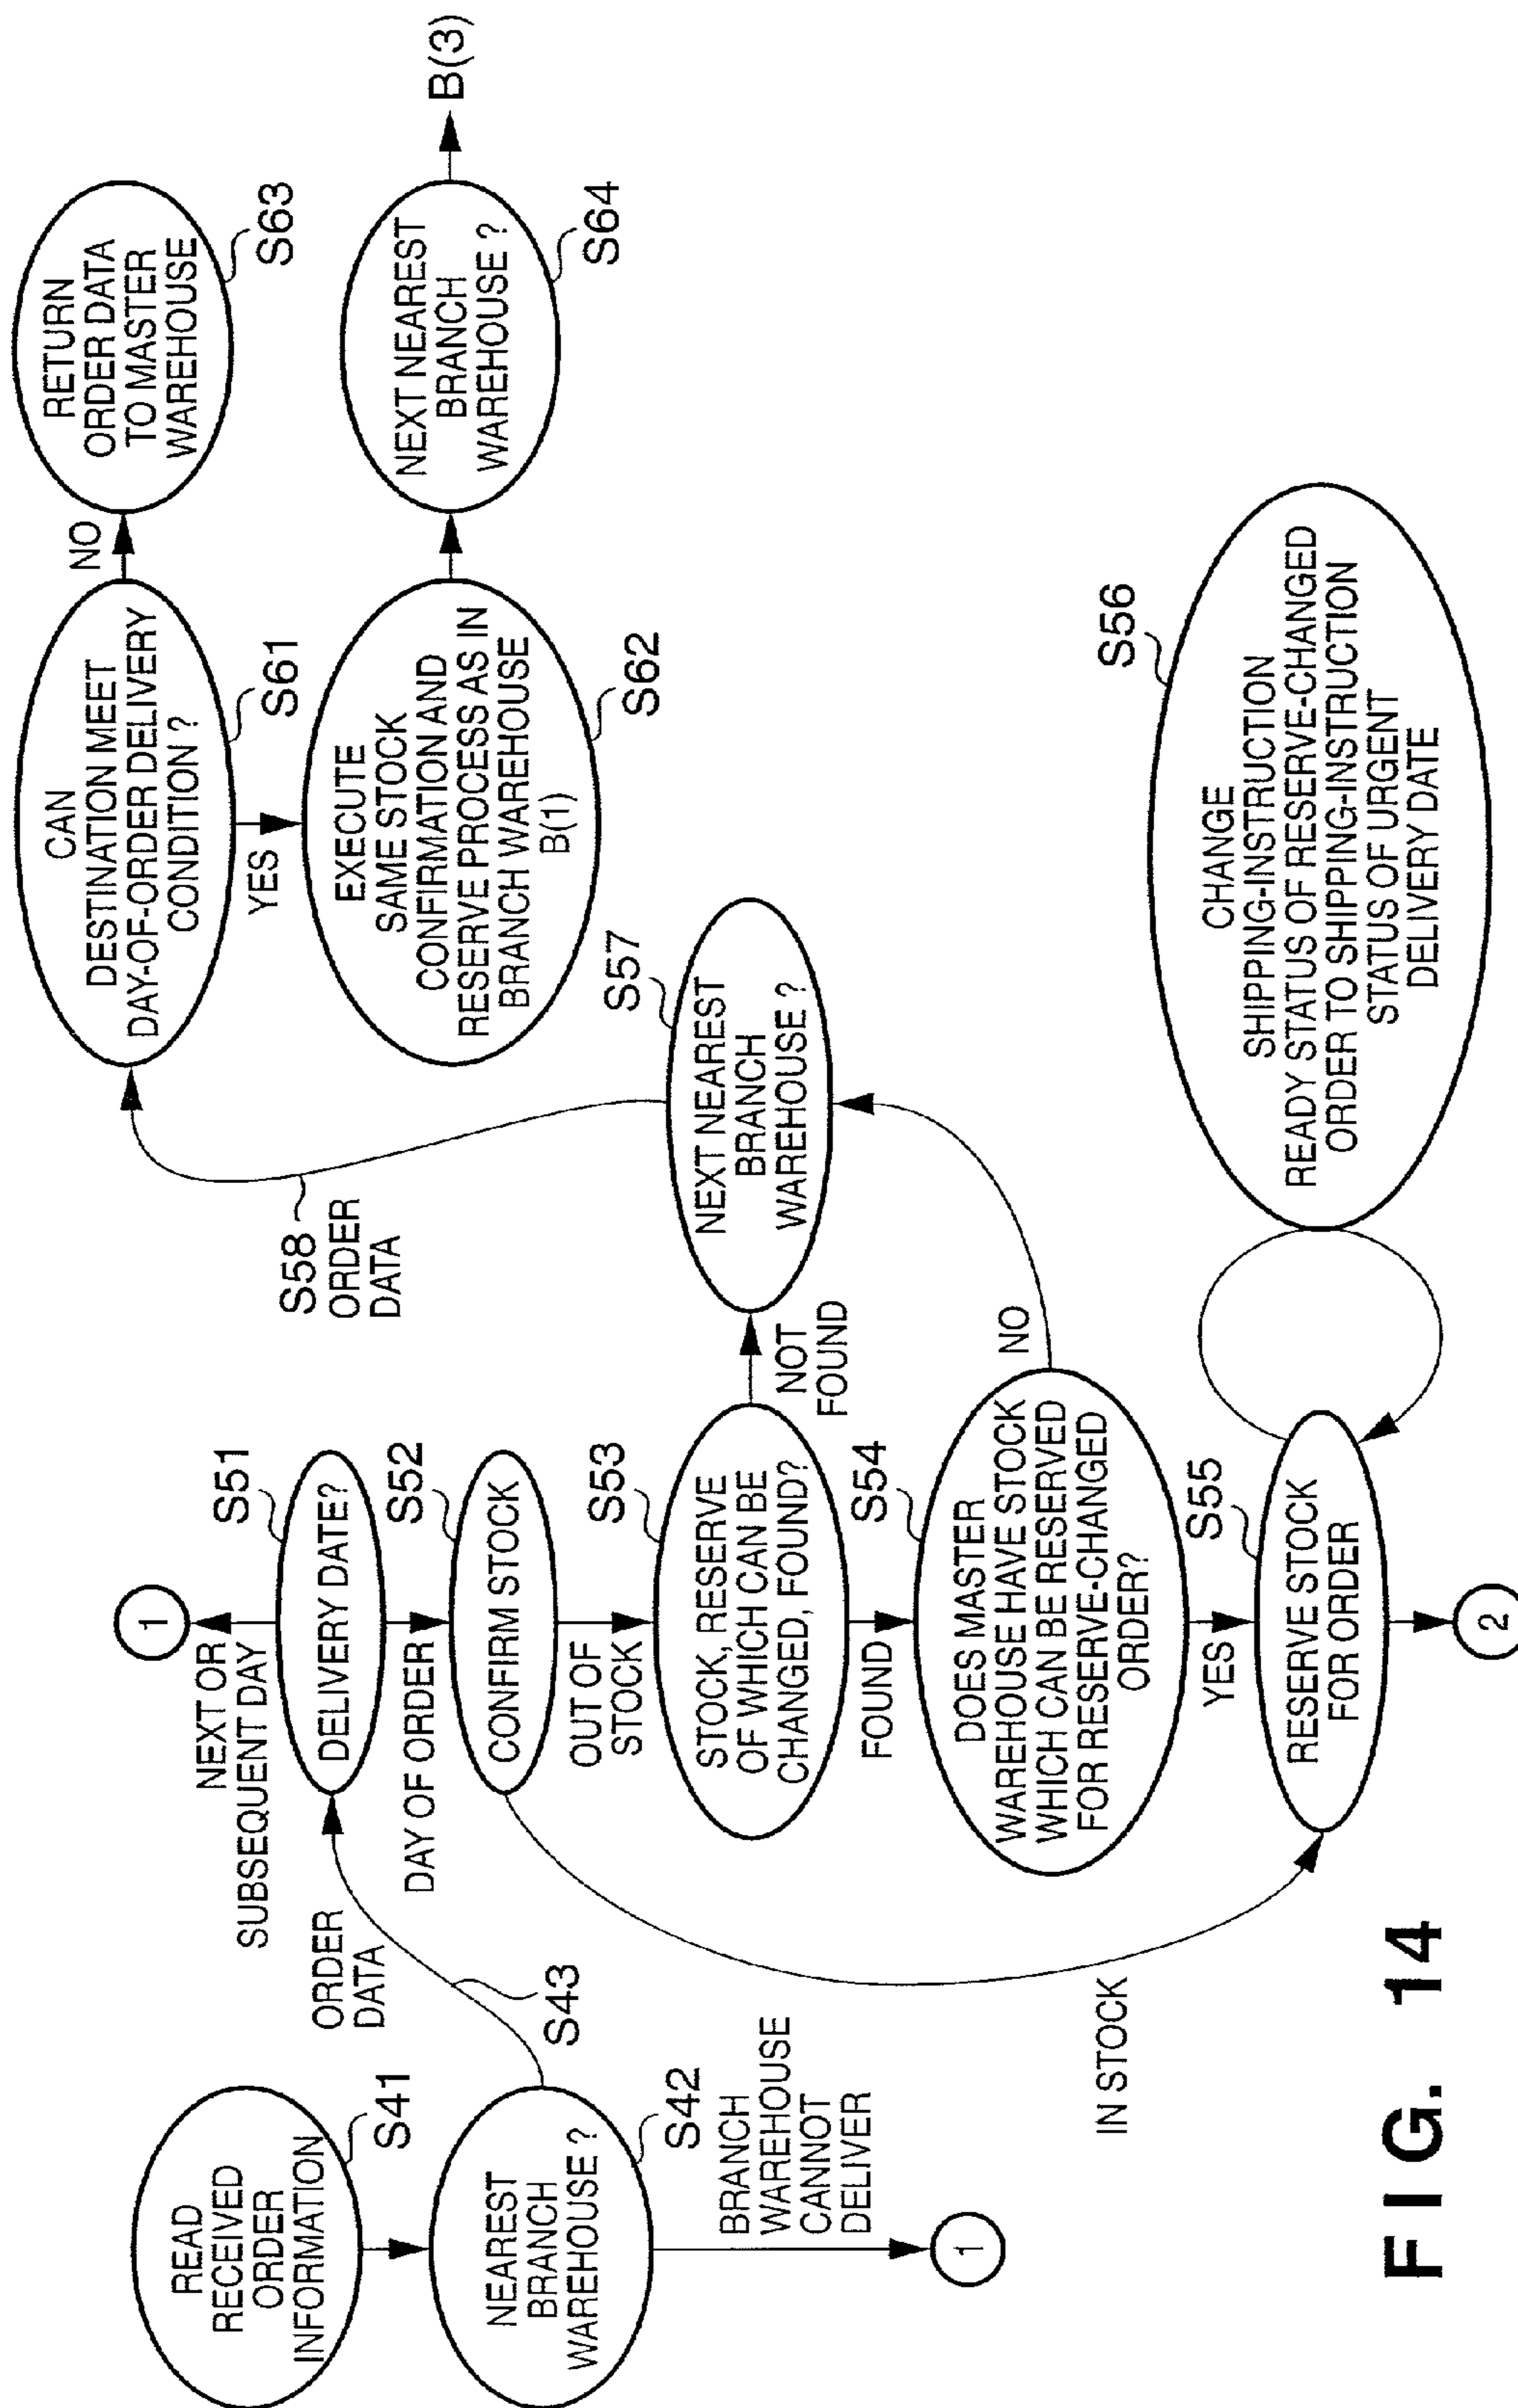 READ
RECEIVED
ORDER
INFORMATION
S41
NEAREST
BRANCH
WAREHOUSE ?
S42
BRANCH
WAREHOUSE
CANNOT
DELIVER
1
ORDER
DATA
S43
1
NEXT OR
SUBSEQUENT DAY
DELIVERY DATE?
S51
DAY OF ORDER
CONFIRM STOCK
S52
OUT OF
STOCK
IN STOCK
STOCK, RESERVE
OF WHICH CAN BE
CHANGED, FOUND?
S53
NOT
FOUND
FOUND
DOES MASTER
WAREHOUSE HAVE STOCK
WHICH CAN BE RESERVED
FOR RESERVE-CHANGED
ORDER?
S54
NO
YES
RESERVE STOCK
FOR ORDER
S55
2
CHANGE
SHIPPING-INSTRUCTION
READY STATUS OF RESERVE-CHANGED
ORDER TO SHIPPING-INSTRUCTION
STATUS OF URGENT
DELIVERY DATE
S56
NEXT NEAREST
BRANCH
WAREHOUSE ?
S57
S58
ORDER
DATA
CAN
DESTINATION MEET
DAY-OF-ORDER DELIVERY
CONDITION ?
S61
NO
YES
EXECUTE
SAME STOCK
CONFIRMATION AND
RESERVE PROCESS AS IN
BRANCH WAREHOUSE
B(1)
S62
RETURN
ORDER DATA
TO MASTER
WAREHOUSE
S63
NEXT NEAREST
BRANCH
WAREHOUSE ?
S64
B(3)
FIG. 14